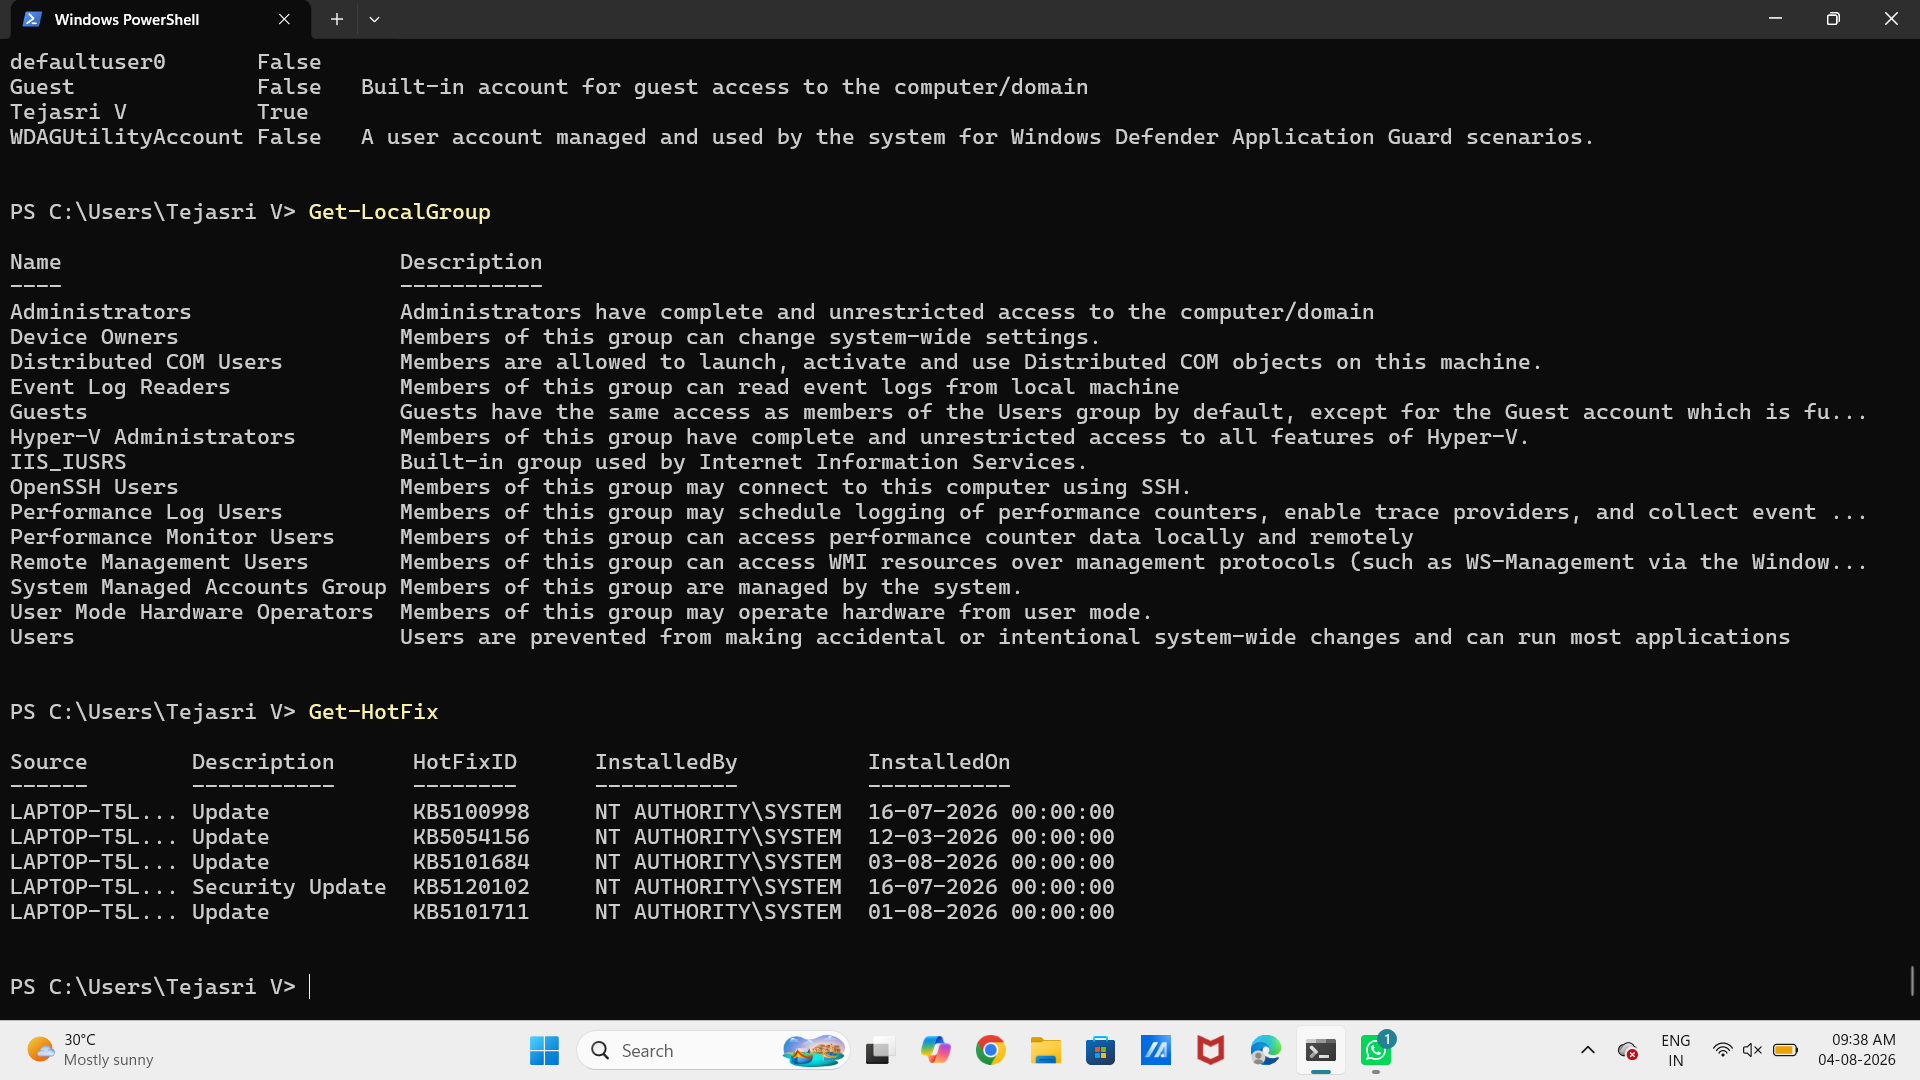 Windows PowerShell
defaultuser0 False
Guest False Built-in account for guest access to the computer/domain
Tejasri V True
WDAGUtilityAccount False A user account managed and used by the system for Windows Defender Application Guard scenarios.
PS C:\Users\Tejasri V> Get-LocalGroup
Name Description
---- -----------
Administrators Administrators have complete and unrestricted access to the computer/domain
Device Owners Members of this group can change system-wide settings.
Distributed COM Users Members are allowed to launch, activate and use Distributed COM objects on this machine.
Event Log Readers Members of this group can read event logs from local machine
Guests Guests have the same access as members of the Users group by default, except for the Guest account which is fu...
Hyper-V Administrators Members of this group have complete and unrestricted access to all features of Hyper-V.
IIS_IUSRS Built-in group used by Internet Information Services.
OpenSSH Users Members of this group may connect to this computer using SSH.
Performance Log Users Members of this group may schedule logging of performance counters, enable trace providers, and collect event ...
Performance Monitor Users Members of this group can access performance counter data locally and remotely
Remote Management Users Members of this group can access WMI resources over management protocols (such as WS-Management via the Window...
System Managed Accounts Group Members of this group are managed by the system.
User Mode Hardware Operators Members of this group may operate hardware from user mode.
Users Users are prevented from making accidental or intentional system-wide changes and can run most applications
PS C:\Users\Tejasri V> Get-HotFix
Source Description HotFixID InstalledBy InstalledOn
------ ----------- -------- ----------- -----------
LAPTOP-T5L... Update KB5100998 NT AUTHORITY\SYSTEM 16-07-2026 00:00:00
LAPTOP-T5L... Update KB5054156 NT AUTHORITY\SYSTEM 12-03-2026 00:00:00
LAPTOP-T5L... Update KB5101684 NT AUTHORITY\SYSTEM 03-08-2026 00:00:00
LAPTOP-T5L... Security Update KB5120102 NT AUTHORITY\SYSTEM 16-07-2026 00:00:00
LAPTOP-T5L... Update KB5101711 NT AUTHORITY\SYSTEM 01-08-2026 00:00:00
PS C:\Users\Tejasri V>
30°C
Mostly sunny
Search
1
ENG
IN
09:38 AM
04-08-2026